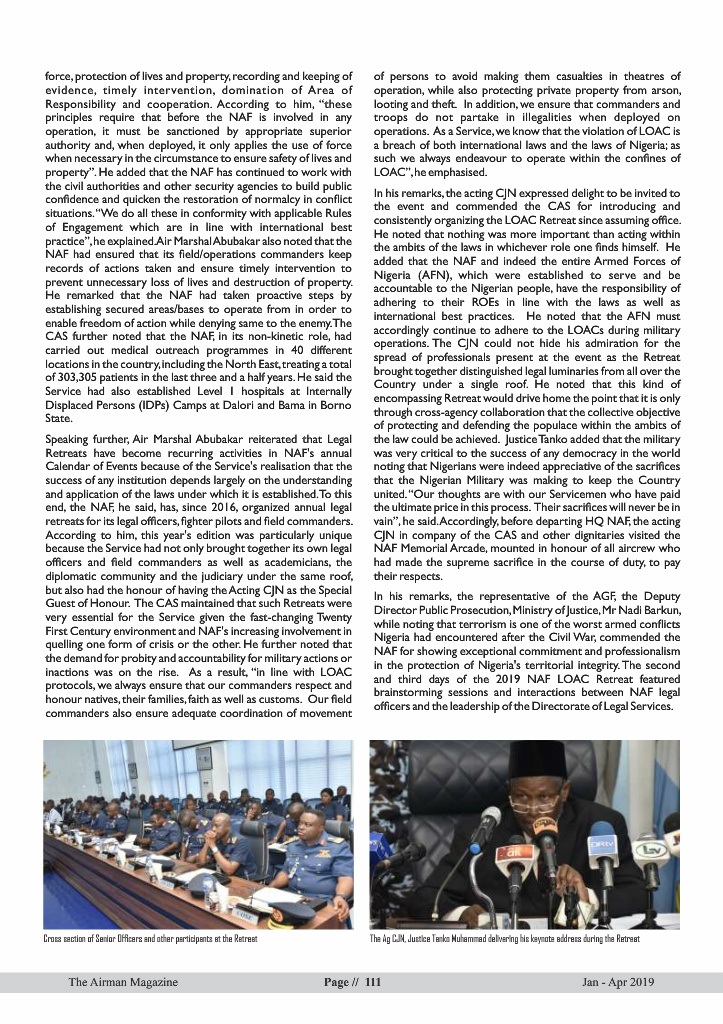 force, protection of lives and property, recording and keeping of
evidence, timely intervention, domination of Area of
Responsibility and cooperation. According to him, “these
principles require that before the NAF is involved in any
operation, it must be sanctioned by appropriate superior
authority and, when deployed, it only applies the use of force
when necessary in the circumstance to ensure safety of lives and
property”. He added that the NAF has continued to work with
the civil authorities and other security agencies to build public
confidence and quicken the restoration of normalcy in conflict
situations. “We do all these in conformity with applicable Rules
of Engagement which are in line with international best
practice”, he explained. Air Marshal Abubakar also noted that the
NAF had ensured that its field/operations commanders keep
records of actions taken and ensure timely intervention to
prevent unnecessary loss of lives and destruction of property.
He remarked that the NAF had taken proactive steps by
establishing secured areas/bases to operate from in order to
enable freedom of action while denying same to the enemy. The
CAS further noted that the NAF, in its non-kinetic role, had
carried out medical outreach programmes in 40 different
locations in the country, including the North East, treating a total
of 303,305 patients in the last three and a half years. He said the
Service had also established Level 1 hospitals at Internally
Displaced Persons (IDPs) Camps at Dalori and Bama in Borno
State.
Speaking further, Air Marshal Abubakar reiterated that Legal
Retreats have become recurring activities in NAF's annual
Calendar of Events because of the Service's realisation that the
success of any institution depends largely on the understanding
and application of the laws under which it is established. To this
end, the NAF, he said, has, since 2016, organized annual legal
retreats for its legal officers, fighter pilots and field commanders.
According to him, this year's edition was particularly unique
because the Service had not only brought together its own legal
officers and field commanders as well as academicians, the
diplomatic community and the judiciary under the same roof,
but also had the honour of having the Acting CJN as the Special
Guest of Honour. The CAS maintained that such Retreats were
very essential for the Service given the fast-changing Twenty
First Century environment and NAF's increasing involvement in
quelling one form of crisis or the other. He further noted that
the demand for probity and accountability for military actions or
inactions was on the rise. As a result, “in line with LOAC
protocols, we always ensure that our commanders respect and
honour natives, their families, faith as well as customs. Our field
commanders also ensure adequate coordination of movement
of persons to avoid making them casualties in theatres of
operation, while also protecting private property from arson,
looting and theft. In addition, we ensure that commanders and
troops do not partake in illegalities when deployed on
operations. As a Service, we know that the violation of LOAC is
a breach of both international laws and the laws of Nigeria; as
such we always endeavour to operate within the confines of
LOAC”, he emphasised.
In his remarks, the acting CJN expressed delight to be invited to
the event and commended the CAS for introducing and
consistently organizing the LOAC Retreat since assuming office.
He noted that nothing was more important than acting within
the ambits of the laws in whichever role one finds himself. He
added that the NAF and indeed the entire Armed Forces of
Nigeria (AFN), which were established to serve and be
accountable to the Nigerian people, have the responsibility of
adhering to their ROEs in line with the laws as well as
international best practices. He noted that the AFN must
accordingly continue to adhere to the LOACs during military
operations. The CJN could not hide his admiration for the
spread of professionals present at the event as the Retreat
brought together distinguished legal luminaries from all over the
Country under a single roof. He noted that this kind of
encompassing Retreat would drive home the point that it is only
through cross-agency collaboration that the collective objective
of protecting and defending the populace within the ambits of
the law could be achieved. Justice Tanko added that the military
was very critical to the success of any democracy in the world
noting that Nigerians were indeed appreciative of the sacrifices
that the Nigerian Military was making to keep the Country
united. “Our thoughts are with our Servicemen who have paid
the ultimate price in this process. Their sacrifices will never be in
vain”, he said. Accordingly, before departing HQ NAF, the acting
CJN in company of the CAS and other dignitaries visited the
NAF Memorial Arcade, mounted in honour of all aircrew who
had made the supreme sacrifice in the course of duty, to pay
their respects.
In his remarks, the representative of the AGF, the Deputy
Director Public Prosecution, Ministry of Justice, Mr Nadi Barkun,
while noting that terrorism is one of the worst armed conflicts
Nigeria had encountered after the Civil War, commended the
NAF for showing exceptional commitment and professionalism
in the protection of Nigeria's territorial integrity. The second
and third days of the 2019 NAF LOAC Retreat featured
brainstorming sessions and interactions between NAF legal
officers and the leadership of the Directorate of Legal Services.
ait
DPItv
Ltv
Cross section of Senior Officers and other participants at the Retreat
The Ag CJN, Justice Tanko Muhammad delivering his keynote address during the Retreat
The Airman Magazine
Page // 111
Jan - Apr 2019